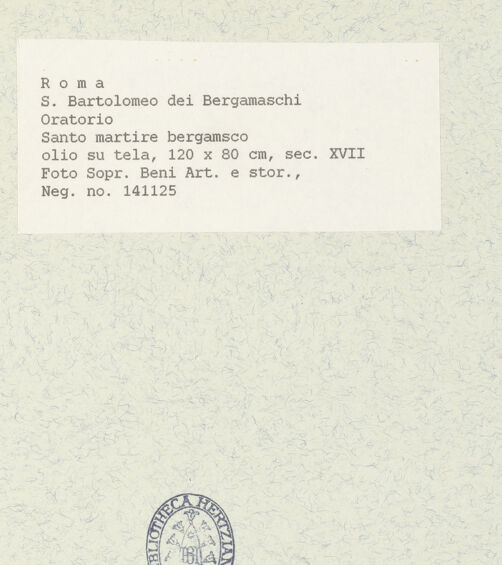 R o m a
S. Bartolomeo dei Bergamaschi
Oratorio
Santo martire bergamsco
olio su tela, 120 x 80 cm, sec. XVII
Foto Sopr. Beni Art. e stor.,
Neg. no. 141125
BIBLIOTHECA HERTZIAN